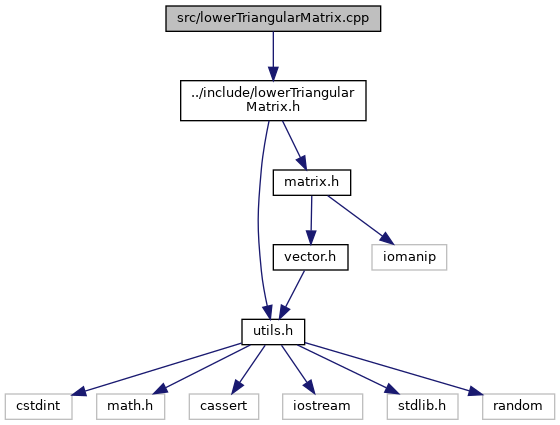 src/lowerTriangularMatrix.cpp
../include/lowerTriangular
Matrix.h
matrix.h
vector.h
iomanip
utils.h
cstdint
math.h
cassert
iostream
stdlib.h
random